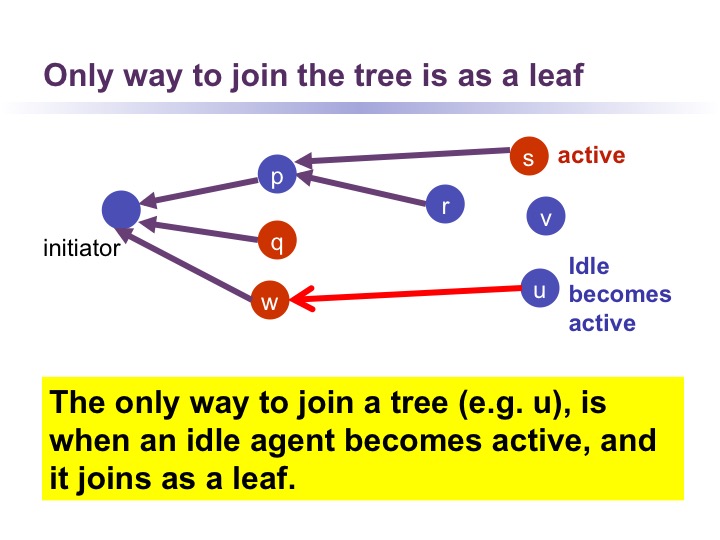 Only way to join the tree is as a leaf
s active
p
r
v
initiator
q
Idle
becomes
active
u
w
The only way to join a tree (e.g. u), is
when an idle agent becomes active, and
it joins as a leaf.